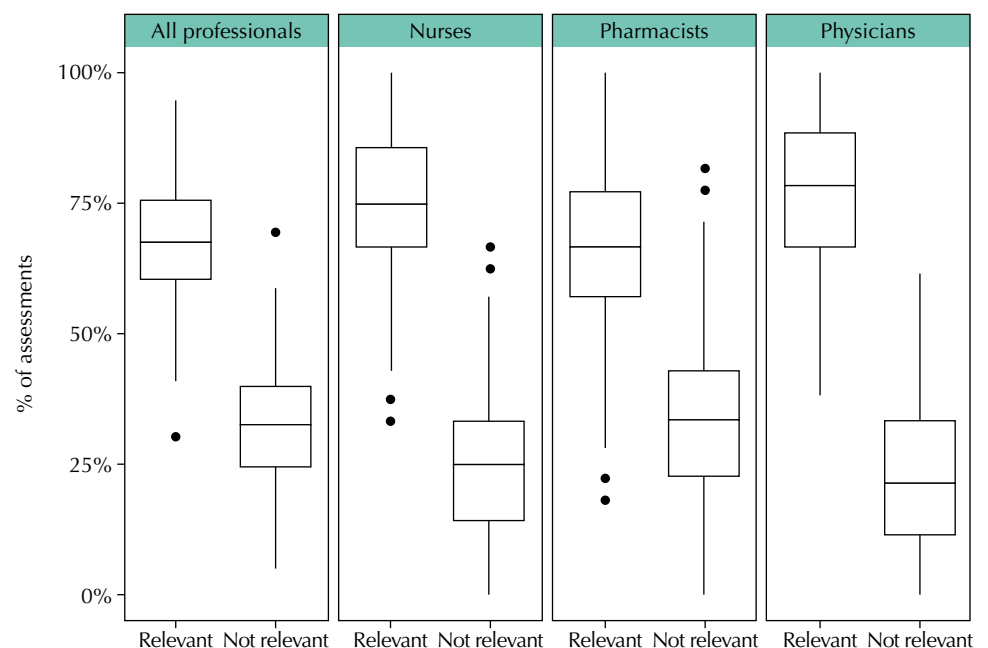 All professionals
Nurses
Pharmacists
Physicians
% of assessments
100%
75%
50%
25%
0%
Relevant Not relevant
Relevant Not relevant
Relevant Not relevant
Relevant Not relevant